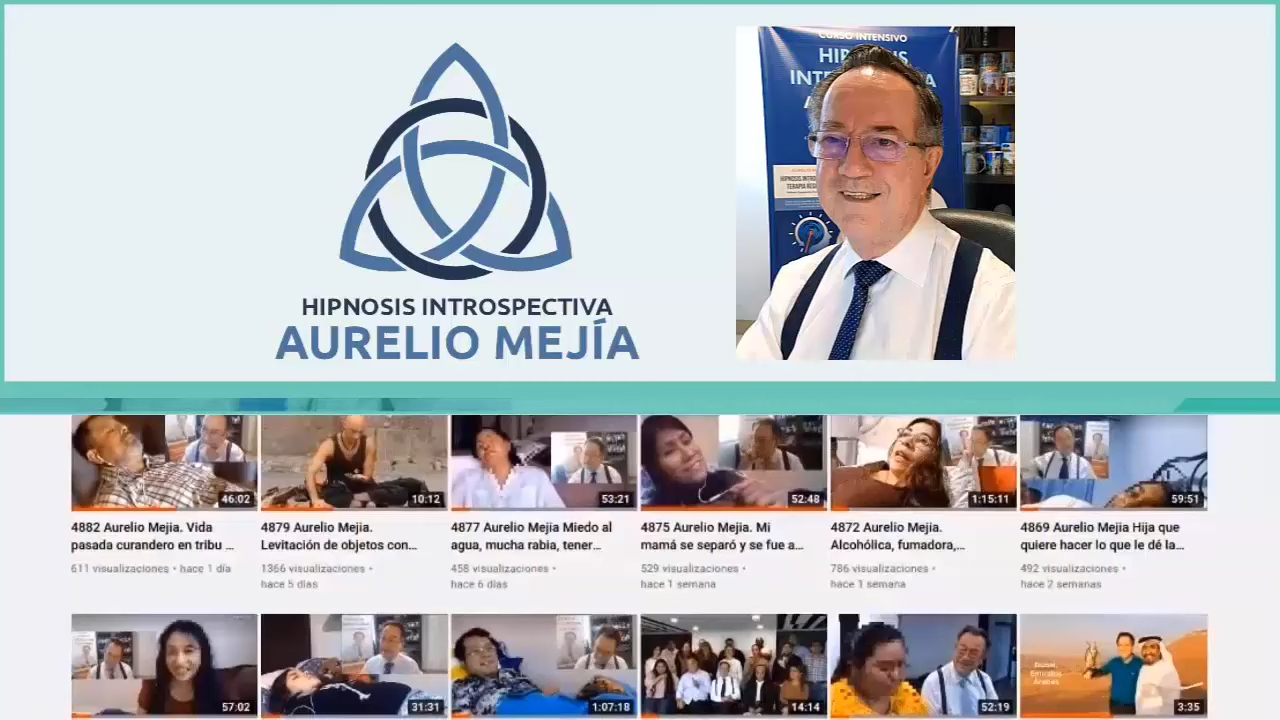 HIPNOSIS INTROSPECTIVA
AURELIO MEJÍA
CURSO INTENSIVO
46:02
10:12
53:21
52:48
1:15:11
59:51
4882 Aurelio Mejia. Vida
pasada curandero en tribu ...
611 visualizaciones • hace 1 día
4879 Aurelio Mejia.
Levitación de objetos con...
1366 visualizaciones •
hace 5 días
4877 Aurelio Mejia Miedo al
agua, mucha rabia, tener...
458 visualizaciones •
hace 6 días
4875 Aurelio Mejia. Mi
mamá se separó y se fue a...
529 visualizaciones •
hace 1 semana
4872 Aurelio Mejia.
Alcohólica, fumadora,...
786 visualizaciones •
hace 1 semana
4869 Aurelio Mejia Hija que
quiere hacer lo que le dé la...
492 visualizaciones •
hace 2 semanas
57:02
31:31
1:07:18
14:14
52:19
3:35